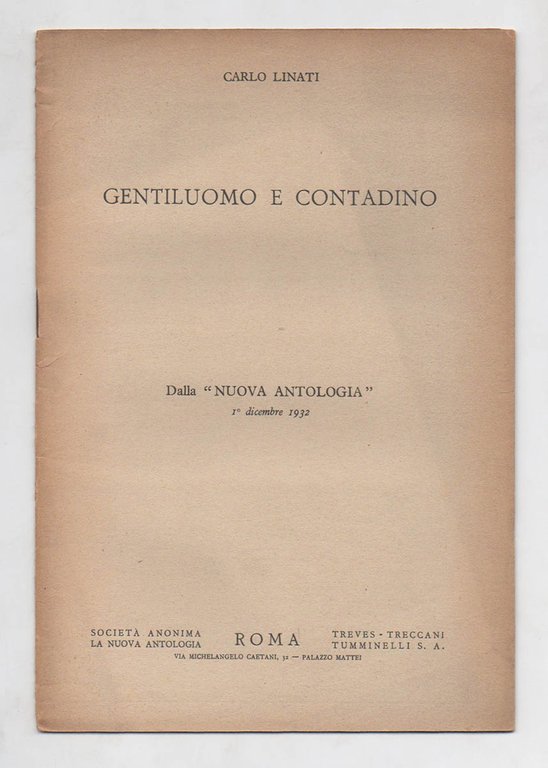 CARLO LINATI
GENTILUOMO E CONTADINO
Dalla "NUOVA ANTOLOGIA"
1° dicembre 1932
SOCIETÀ ANONIMA
LA NUOVA ANTOLOGIA
ROMA
TREVES - TRECCANI
TUMMINELLI S. A.
VIA MICHELANGELO CAETANI, 32 — PALAZZO MATTEI